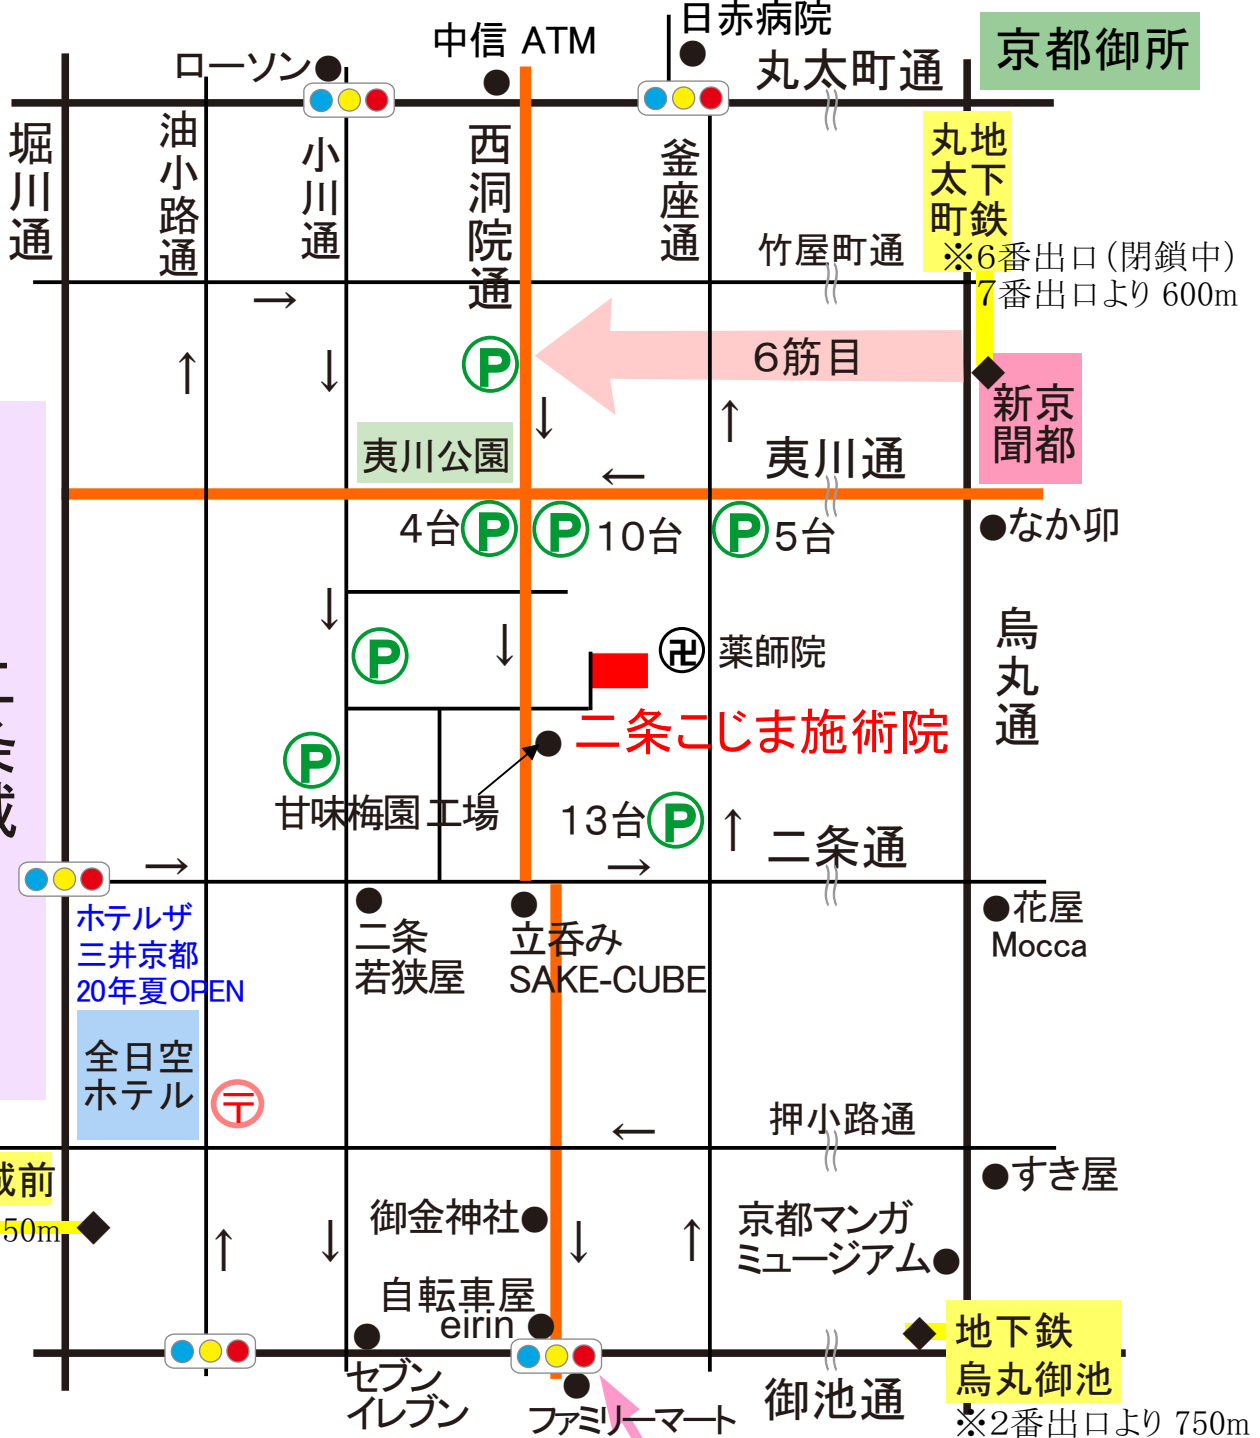 中信 ATM
日赤病院
ローソン
丸太町通
京都御所
堀川通
油小路通
小川通
西洞院通
釜座通
地下鉄
丸太町
竹屋町通
※6番出口(閉鎖中)
7番出口より 600m
P
6筋目
京都
新聞
夷川公園
夷川通
4台 P
P 10台
P 5台
なか卯
烏丸通
P
卍 薬師院
二条こじま施術院
P
甘味梅園 工場
13台 P
二条通
ホテルザ
三井京都
20年夏OPEN
二条
若狭屋
立呑み
SAKE-CUBE
花屋
Mocca
全日空
ホテル
〒
押小路通
城前
50m
すき屋
御金神社
京都マンガ
ミュージアム
自転車屋
eirin
地下鉄
烏丸御池
セブン
イレブン
ファミリーマート
御池通
※2番出口より 750m